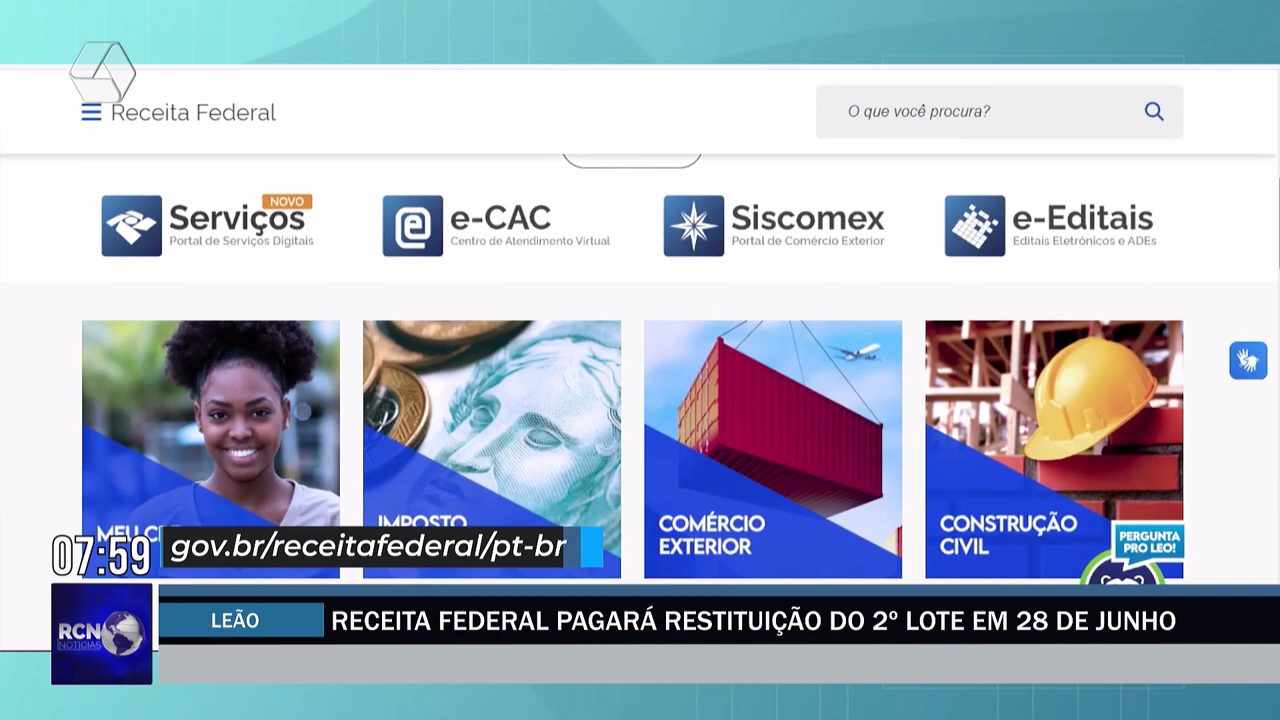 Receita Federal
O que você procura?
NOVO
Serviços
Portal de Serviços Digitais
e-CAC
Centro de Atendimento Virtual
Siscomex
Portal de Comércio Exterior
e-Editais
Editais Eletrônicos e ADEs
MEU
IMPOSTO
COMÉRCIO
EXTERIOR
CONSTRUÇÃO
CIVIL
PERGUNTA
PRO LEO!
07:59
gov.br/receitafederal/pt-br
RCN
NOTÍCIAS
LEÃO
RECEITA FEDERAL PAGARÁ RESTITUIÇÃO DO 2º LOTE EM 28 DE JUNHO